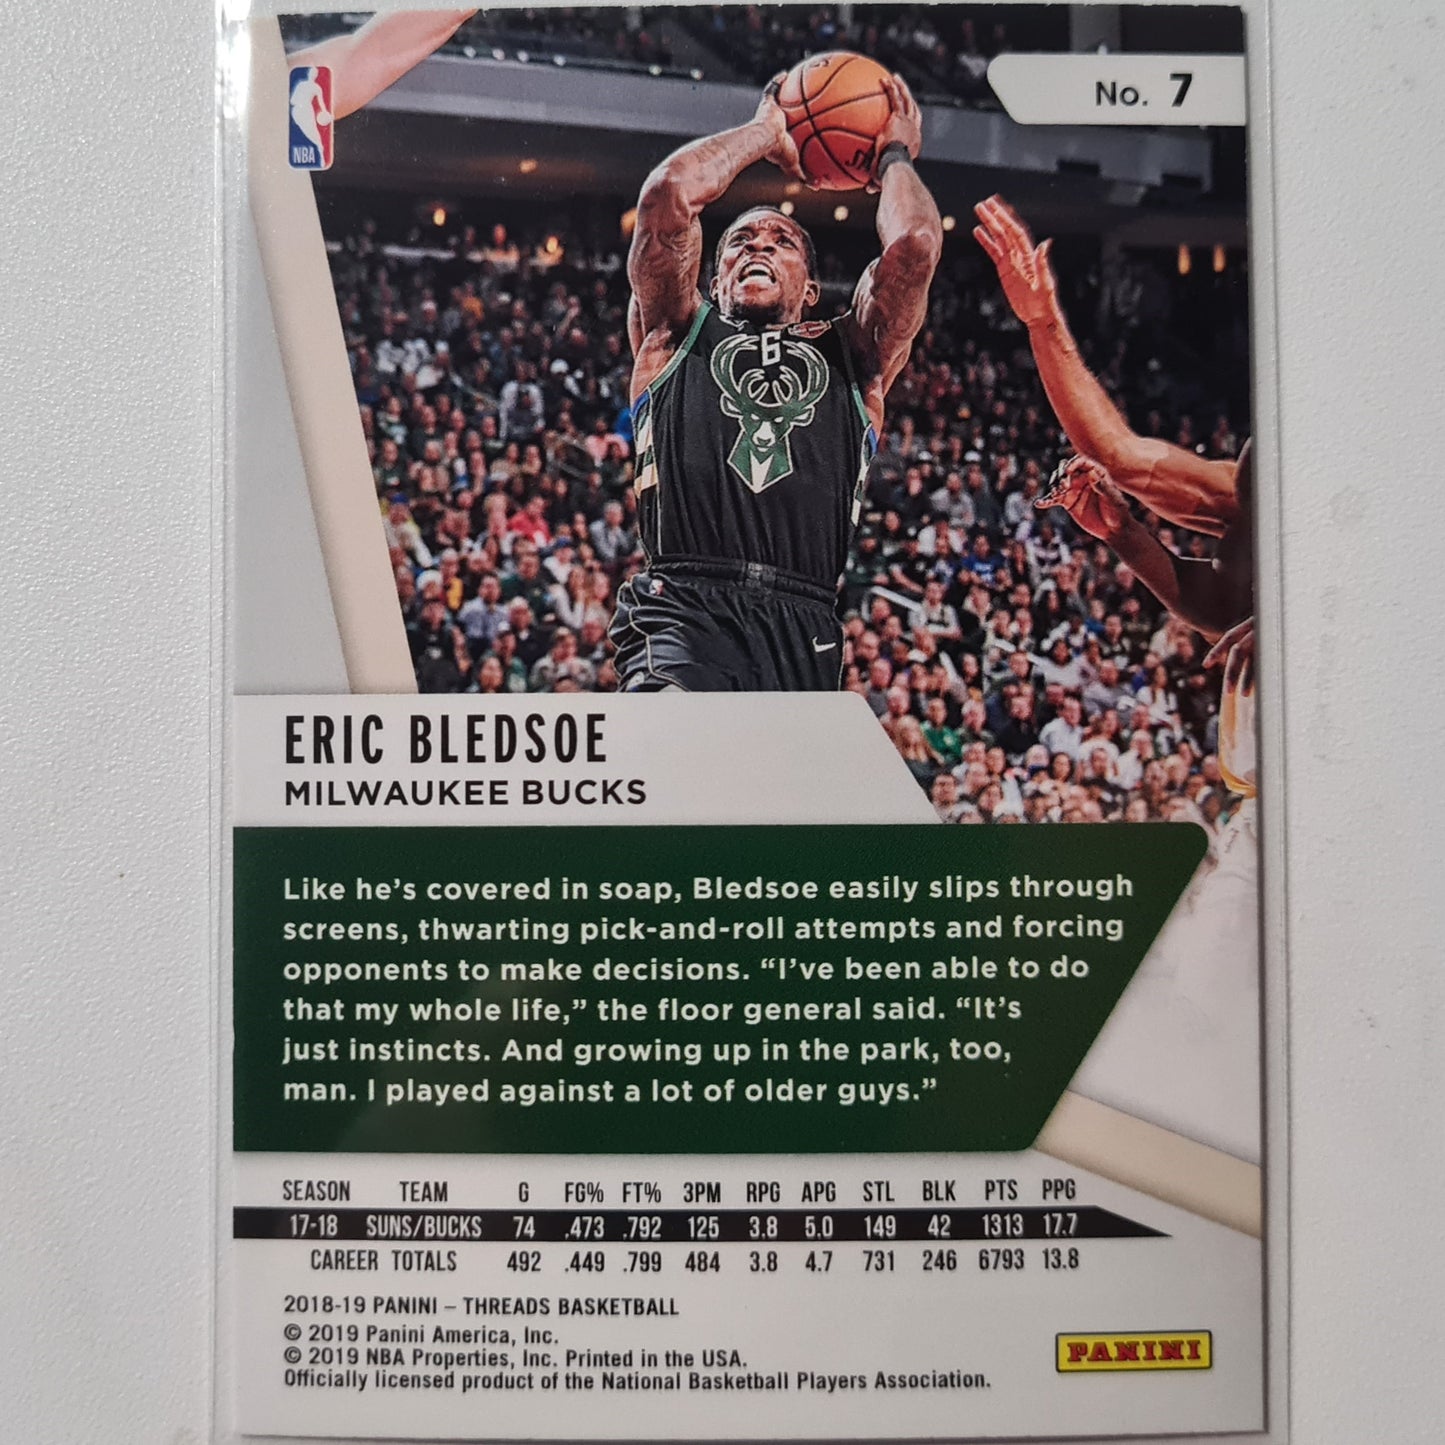 NBA
No. 7
6
ERIC BLEDSOE
MILWAUKEE BUCKS
Like he's covered in soap, Bledsoe easily slips through
screens, thwarting pick-and-roll attempts and forcing
opponents to make decisions. “I've been able to do
that my whole life,” the floor general said. “It's
just instincts. And growing up in the park, too,
man. I played against a lot of older guys.”
SEASON TEAM G FG% FT% 3PM RPG APG STL BLK PTS PPG
17-18 SUNS/BUCKS 74 .473 .792 125 3.8 5.0 149 42 1313 17.7
CAREER TOTALS 492 .449 .799 484 3.8 4.7 731 246 6793 13.8
2018-19 PANINI – THREADS BASKETBALL
© 2019 Panini America, Inc.
© 2019 NBA Properties, Inc. Printed in the USA.
Officially licensed product of the National Basketball Players Association.
PANINI